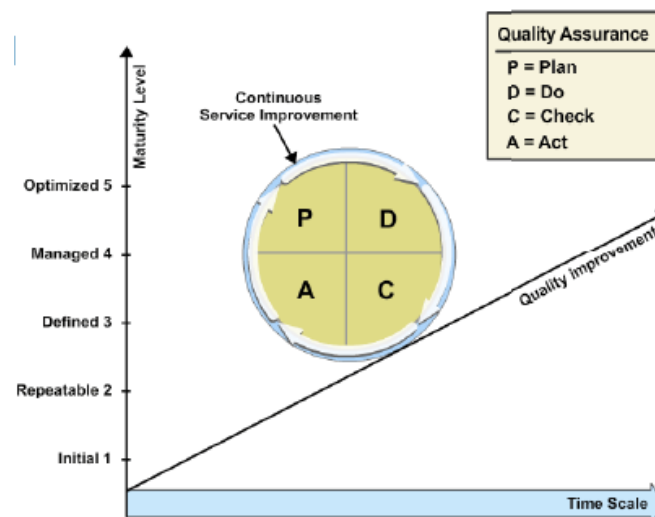 Quality Assurance
P = Plan
D = Do
C = Check
A = Act
Continuous
Service Improvement
Maturity Level
Optimized 5
Managed 4
Defined 3
Repeatable 2
Initial 1
P
D
A
C
Quality improvement
Time Scale